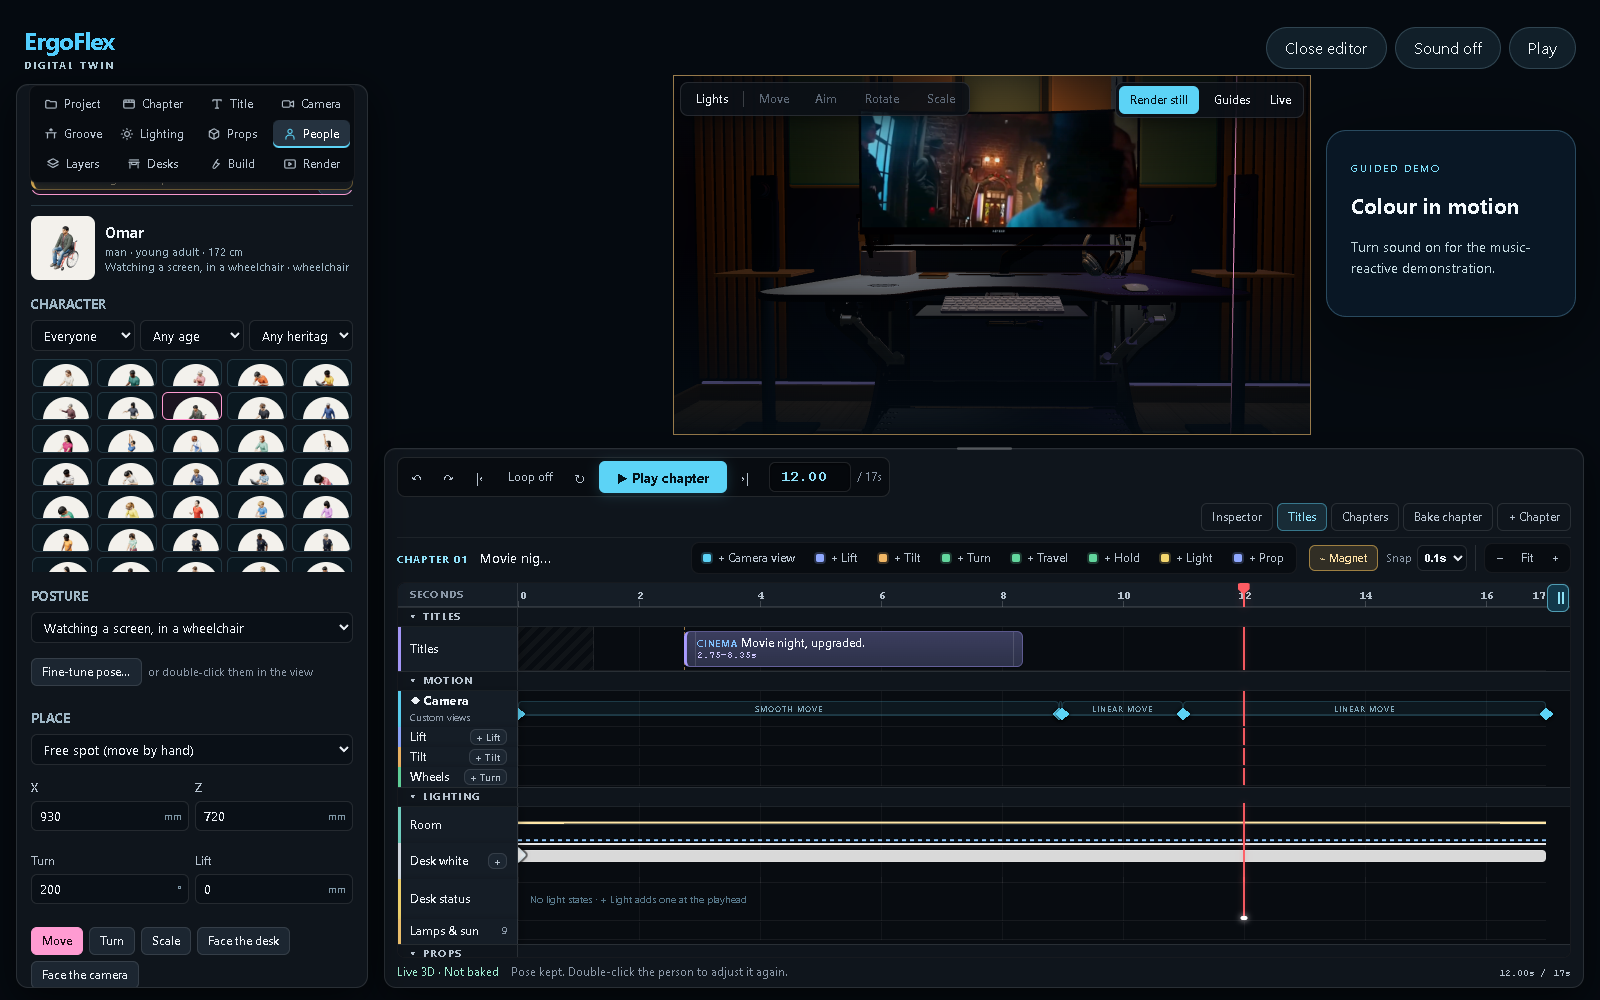 ErgoFlex
DIGITAL TWIN
Close editor
Sound off
Play
Project
Chapter
Title
Camera
Groove
Lighting
Props
People
Layers
Desks
Build
Render
Lights
Move
Aim
Rotate
Scale
Render still
Guides
Live
GUIDED DEMO
Colour in motion
Turn sound on for the music-
reactive demonstration.
Omar
man · young adult · 172 cm
Watching a screen, in a wheelchair · wheelchair
CHARACTER
Everyone
Any age
Any heritag
POSTURE
Watching a screen, in a wheelchair
Fine-tune pose...
or double-click them in the view
PLACE
Free spot (move by hand)
X
Z
930 mm
720 mm
Turn
Lift
200 °
0 mm
Move
Turn
Scale
Face the desk
Face the camera
Loop off
▶ Play chapter
12.00
/ 17s
Inspector
Titles
Chapters
Bake chapter
+ Chapter
CHAPTER 01
Movie nig...
+ Camera view
+ Lift
+ Tilt
+ Turn
+ Travel
+ Hold
+ Light
+ Prop
Magnet
Snap
0.1s
−
Fit
+
SECONDS
0 2 4 6 8 10 12 14 16 17
TITLES
Titles
CINEMA Movie night, upgraded.
2.75–8.35s
MOTION
Camera
Custom views
SMOOTH MOVE
LINEAR MOVE
LINEAR MOVE
Lift
+ Lift
Tilt
+ Tilt
Wheels
+ Turn
LIGHTING
Room
Desk white
+
Desk status
No light states · + Light adds one at the playhead
Lamps & sun 9
PROPS
Live 3D · Not baked
Pose kept. Double-click the person to adjust it again.
12.00s / 17s